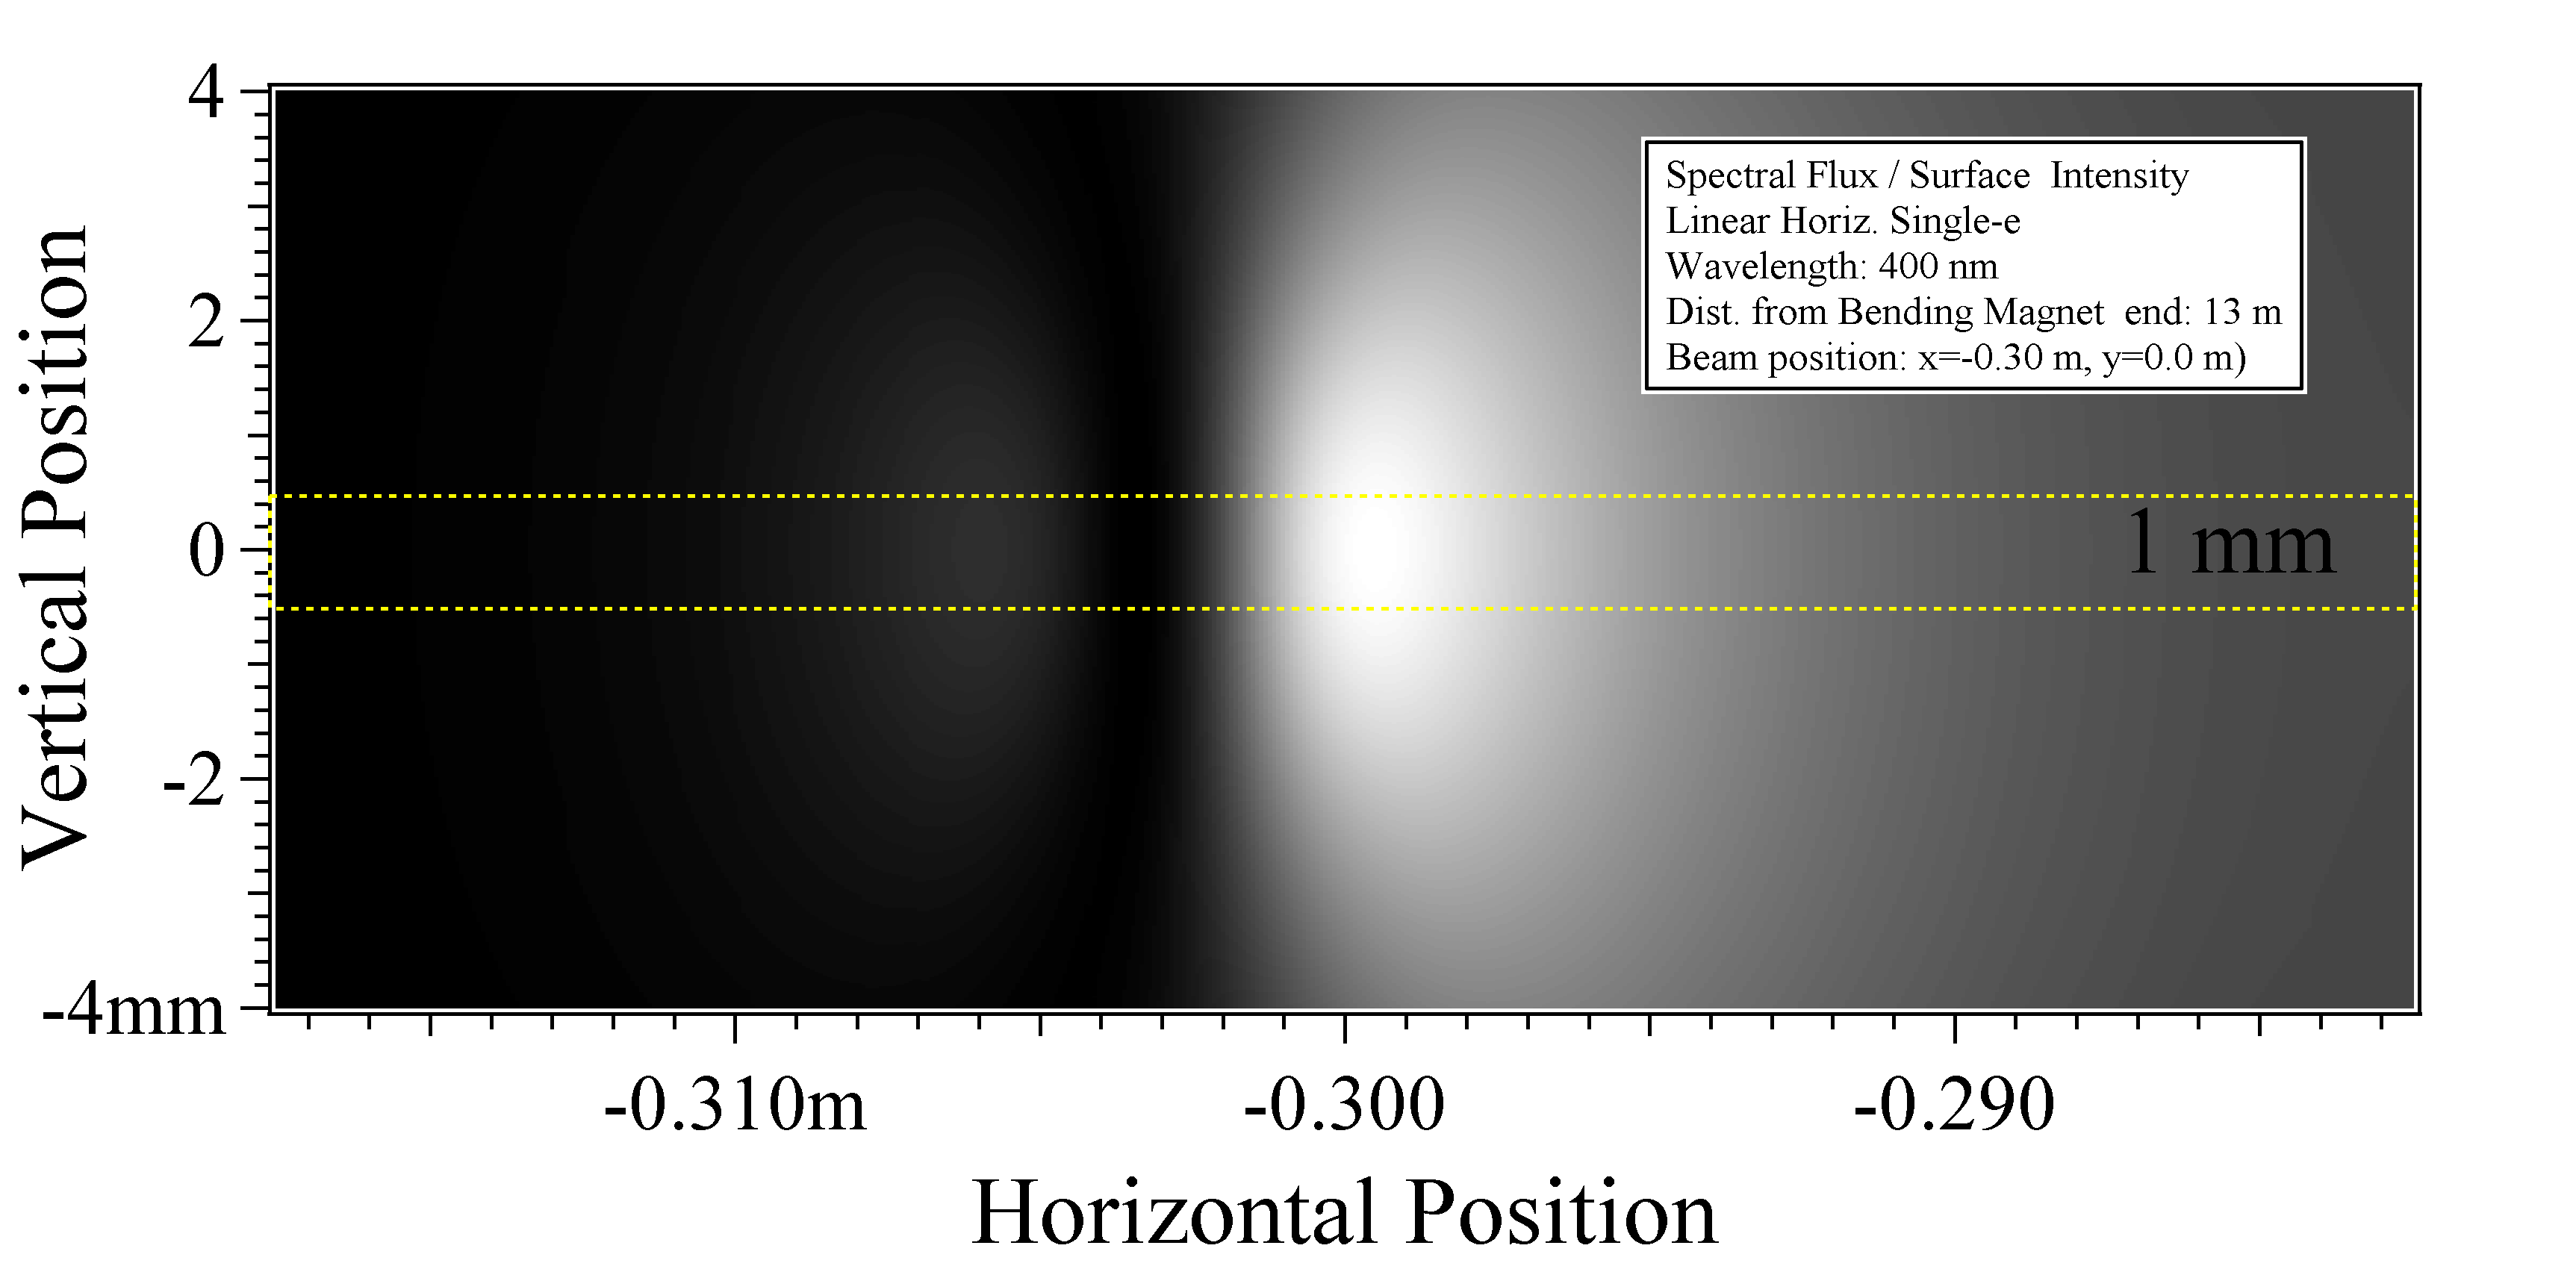 4
2
0
-2
-4mm
Vertical Position
Spectral Flux / Surface Intensity
Linear Horiz. Single-e
Wavelength: 400 nm
Dist. from Bending Magnet end: 13 m
Beam position: x=-0.30 m, y=0.0 m)
1 mm
-0.310m
-0.300
-0.290
Horizontal Position